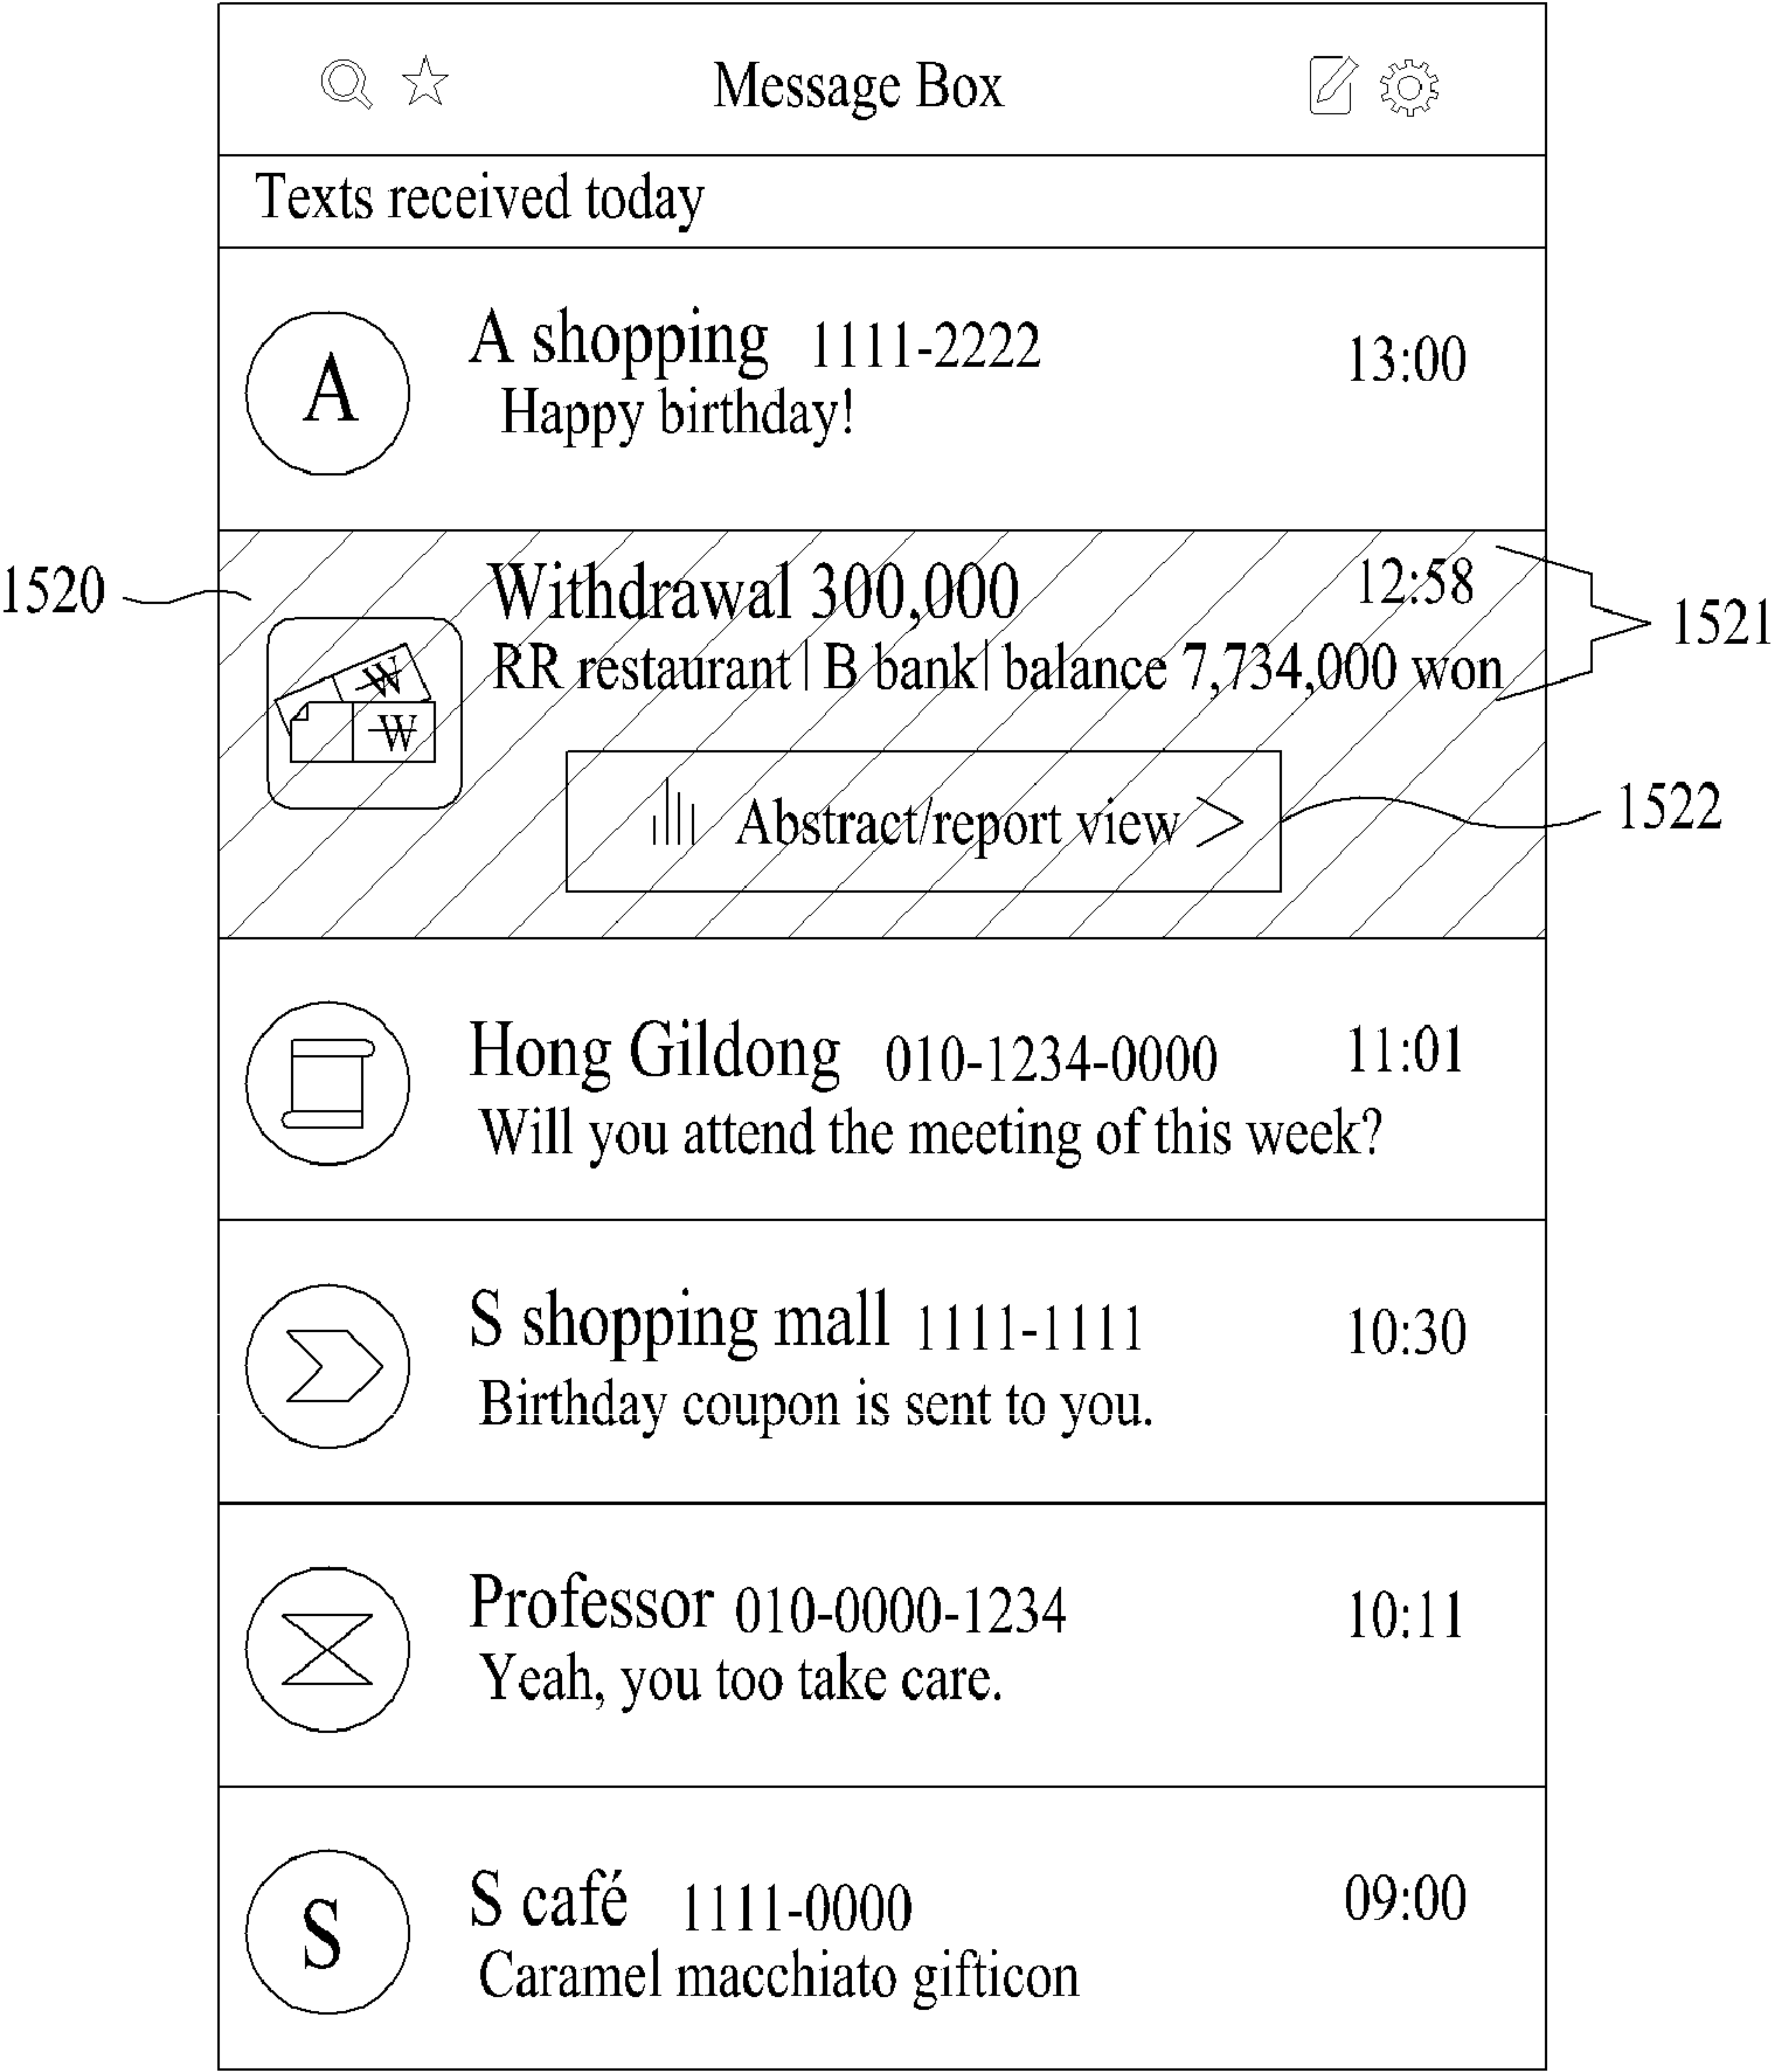 Message Box
Texts received today
A
A shopping 1111-2222 13:00
Happy birthday!
1520
Withdrawal 300,000 12:58
1521
RR restaurant | B bank | balance 7,734,000 won
W
W
Abstract/report view >
1522
Hong Gildong 010-1234-0000 11:01
Will you attend the meeting of this week?
S shopping mall 1111-1111 10:30
Birthday coupon is sent to you.
Professor 010-0000-1234 10:11
Yeah, you too take care.
S
S café 1111-0000 09:00
Caramel macchiato gifticon